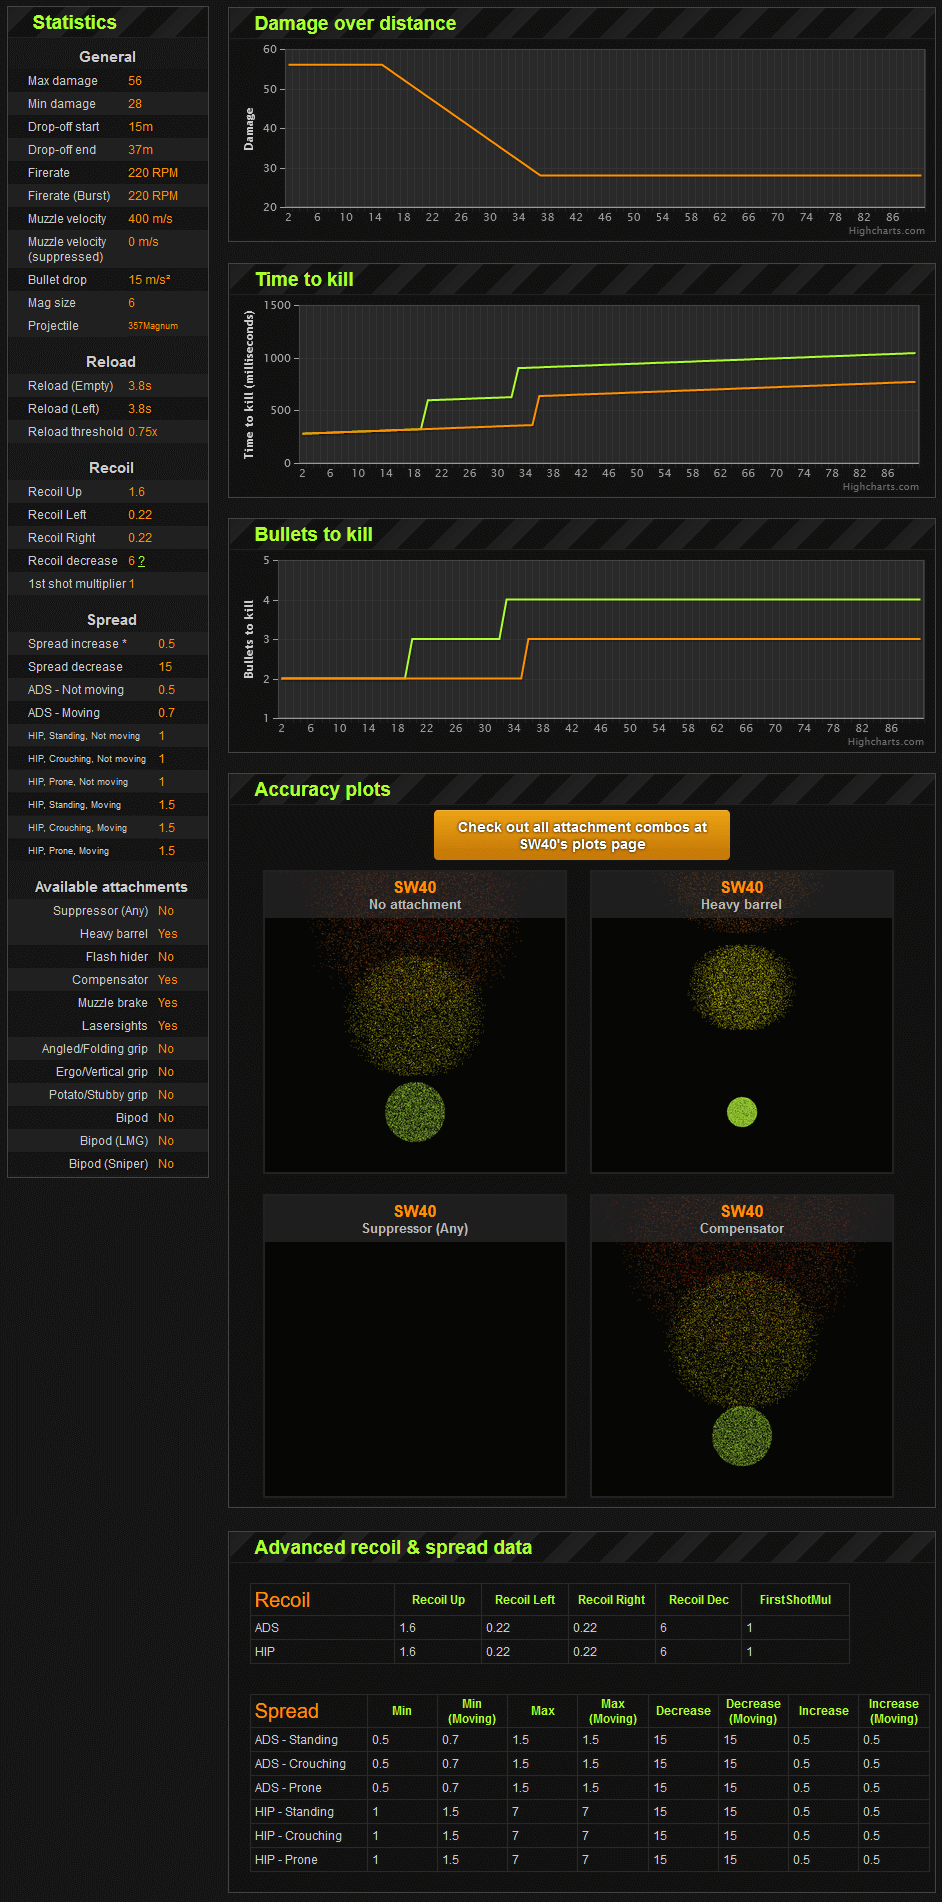 Statistics
General
Max damage 56
Min damage 28
Drop-off start 15m
Drop-off end 37m
Firerate 220 RPM
Firerate (Burst) 220 RPM
Muzzle velocity 400 m/s
Muzzle velocity 0 m/s
(suppressed)
Bullet drop 15 m/s²
Mag size 6
Projectile 357Magnum
Reload
Reload (Empty) 3.8s
Reload (Left) 3.8s
Reload threshold 0.75x
Recoil
Recoil Up 1.6
Recoil Left 0.22
Recoil Right 0.22
Recoil decrease 6 ?
1st shot multiplier 1
Spread
Spread increase * 0.5
Spread decrease 15
ADS - Not moving 0.5
ADS - Moving 0.7
HIP, Standing, Not moving 1
HIP, Crouching, Not moving 1
HIP, Prone, Not moving 1
HIP, Standing, Moving 1.5
HIP, Crouching, Moving 1.5
HIP, Prone, Moving 1.5
Available attachments
Suppressor (Any) No
Heavy barrel Yes
Flash hider No
Compensator Yes
Muzzle brake Yes
Lasersights Yes
Angled/Folding grip No
Ergo/Vertical grip No
Potato/Stubby grip No
Bipod No
Bipod (LMG) No
Bipod (Sniper) No
Damage over distance
60
50
40
30
20
Damage
2 6 10 14 18 22 26 30 34 38 42 46 50 54 58 62 66 70 74 78 82 86
Highcharts.com
Time to kill
1500
1000
500
0
Time to kill (milliseconds)
2 6 10 14 18 22 26 30 34 38 42 46 50 54 58 62 66 70 74 78 82 86
Highcharts.com
Bullets to kill
5
4
3
2
1
Bullets to kill
2 6 10 14 18 22 26 30 34 38 42 46 50 54 58 62 66 70 74 78 82 86
Highcharts.com
Accuracy plots
Check out all attachment combos at
SW40's plots page
SW40
No attachment
SW40
Heavy barrel
SW40
Suppressor (Any)
SW40
Compensator
Advanced recoil & spread data
Recoil Recoil Up Recoil Left Recoil Right Recoil Dec FirstShotMul
ADS 1.6 0.22 0.22 6 1
HIP 1.6 0.22 0.22 6 1
Spread Min Min (Moving) Max Max (Moving) Decrease Decrease (Moving) Increase Increase (Moving)
ADS - Standing 0.5 0.7 1.5 1.5 15 15 0.5 0.5
ADS - Crouching 0.5 0.7 1.5 1.5 15 15 0.5 0.5
ADS - Prone 0.5 0.7 1.5 1.5 15 15 0.5 0.5
HIP - Standing 1 1.5 7 7 15 15 0.5 0.5
HIP - Crouching 1 1.5 7 7 15 15 0.5 0.5
HIP - Prone 1 1.5 7 7 15 15 0.5 0.5